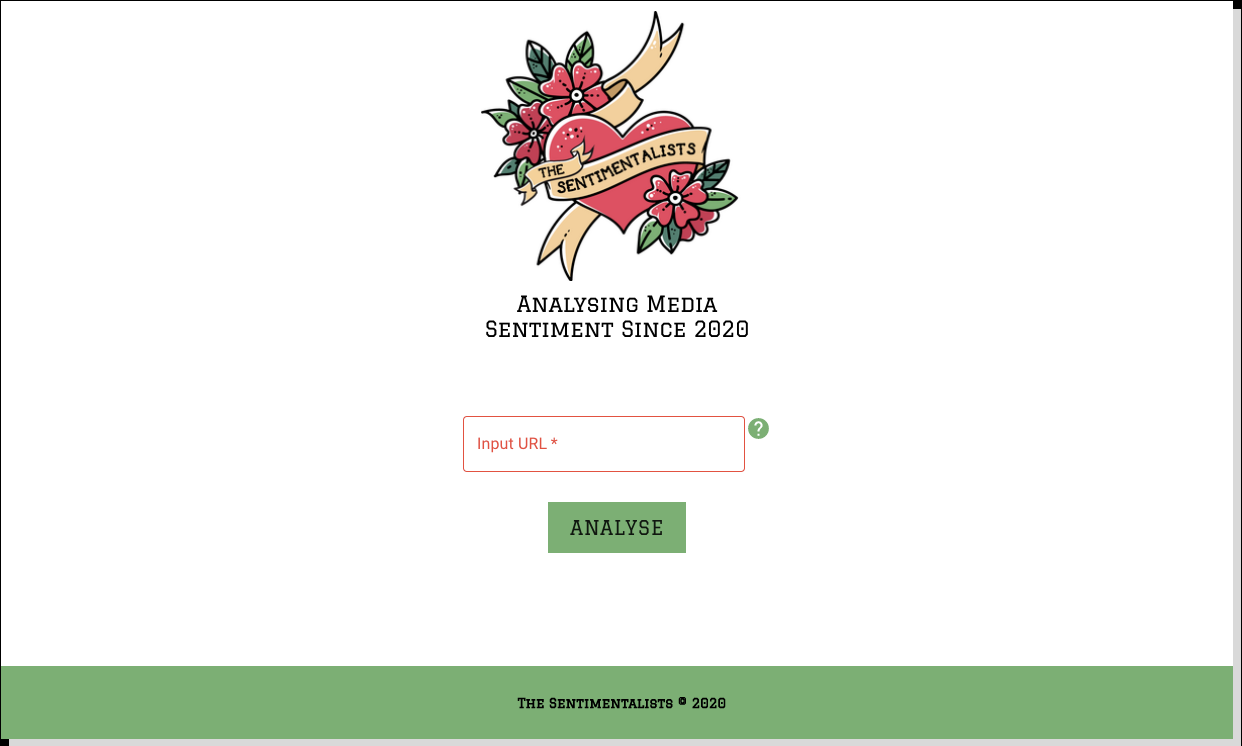 THE
SENTIMENTALISTS
Analysing Media
Sentiment Since 2020
Input URL *
?
ANALYSE
The Sentimentalists © 2020